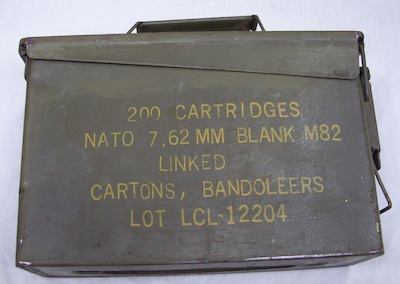 200 CARTRIDGES
NATO 7.62 MM BLANK M82
LINKED
CARTONS, BANDOLEERS
LOT LCL-12204